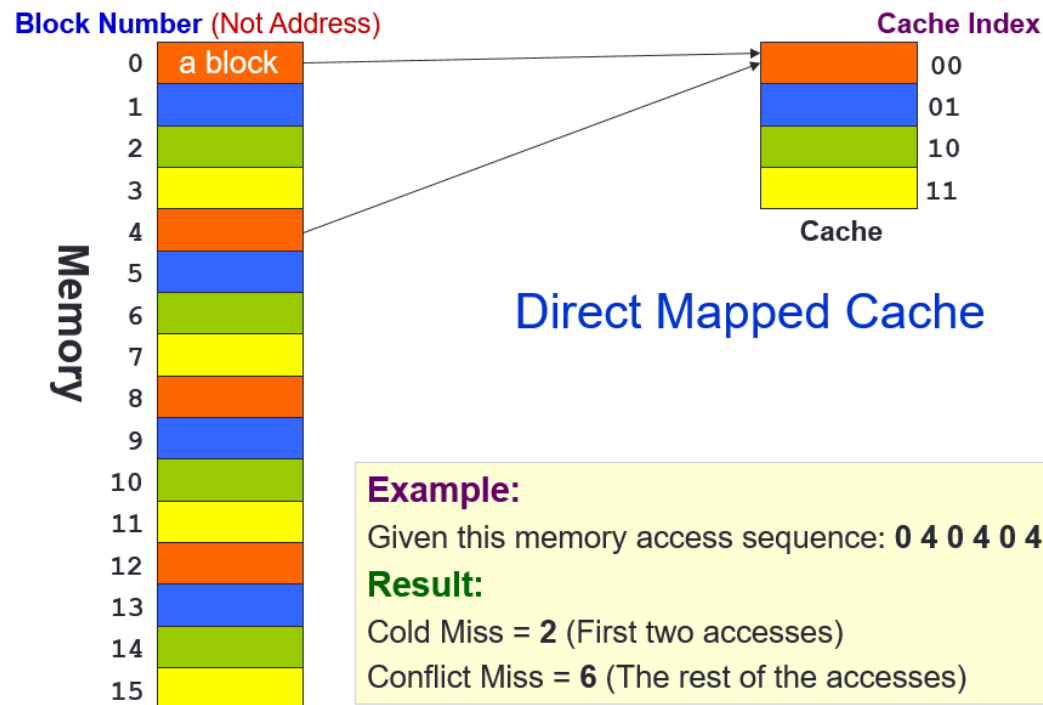 Block Number (Not Address)
Cache Index
0 a block 00
1 01
2 10
3 11
4 Cache
5
6
7
8
9
10
11
12
13
14
15
Memory
Direct Mapped Cache
Example:
Given this memory access sequence: 0 4 0 4 0 4
Result:
Cold Miss = 2 (First two accesses)
Conflict Miss = 6 (The rest of the accesses)